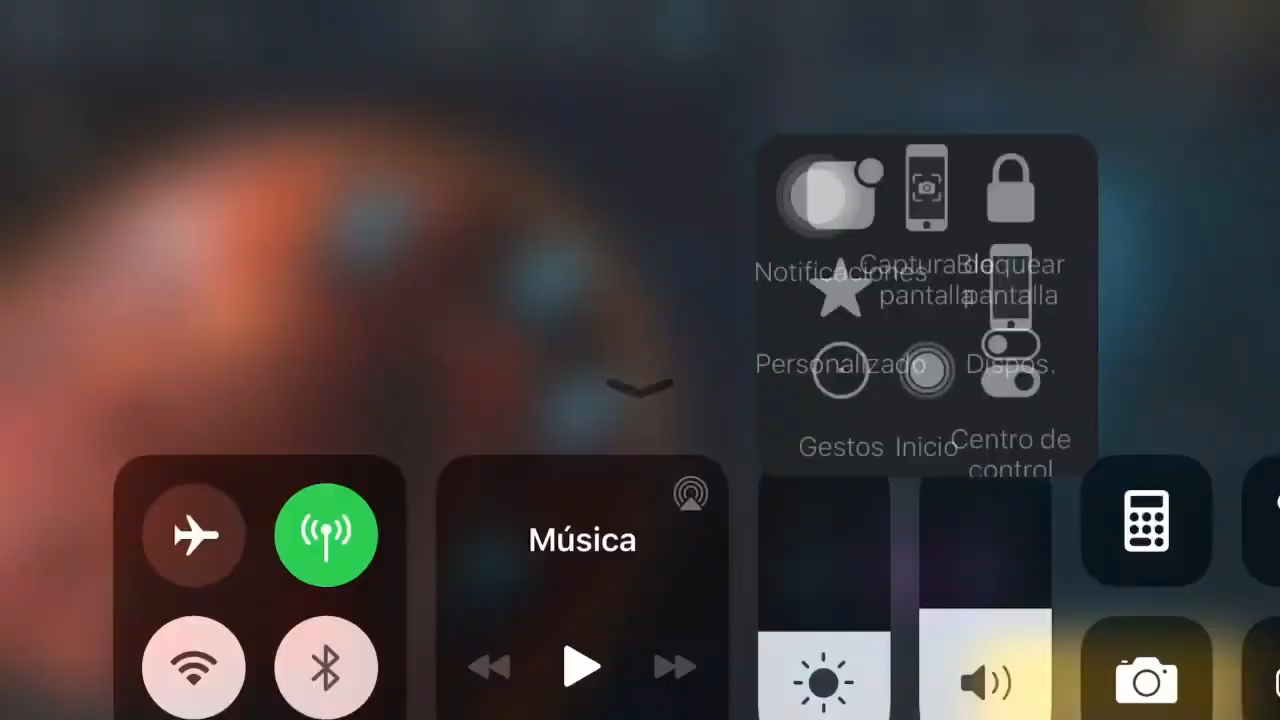 Notificaciones
Captura de
pantalla
Bloquear
pantalla
Personalizado
Dispos.
Gestos
Inicio
Centro de
control
Música